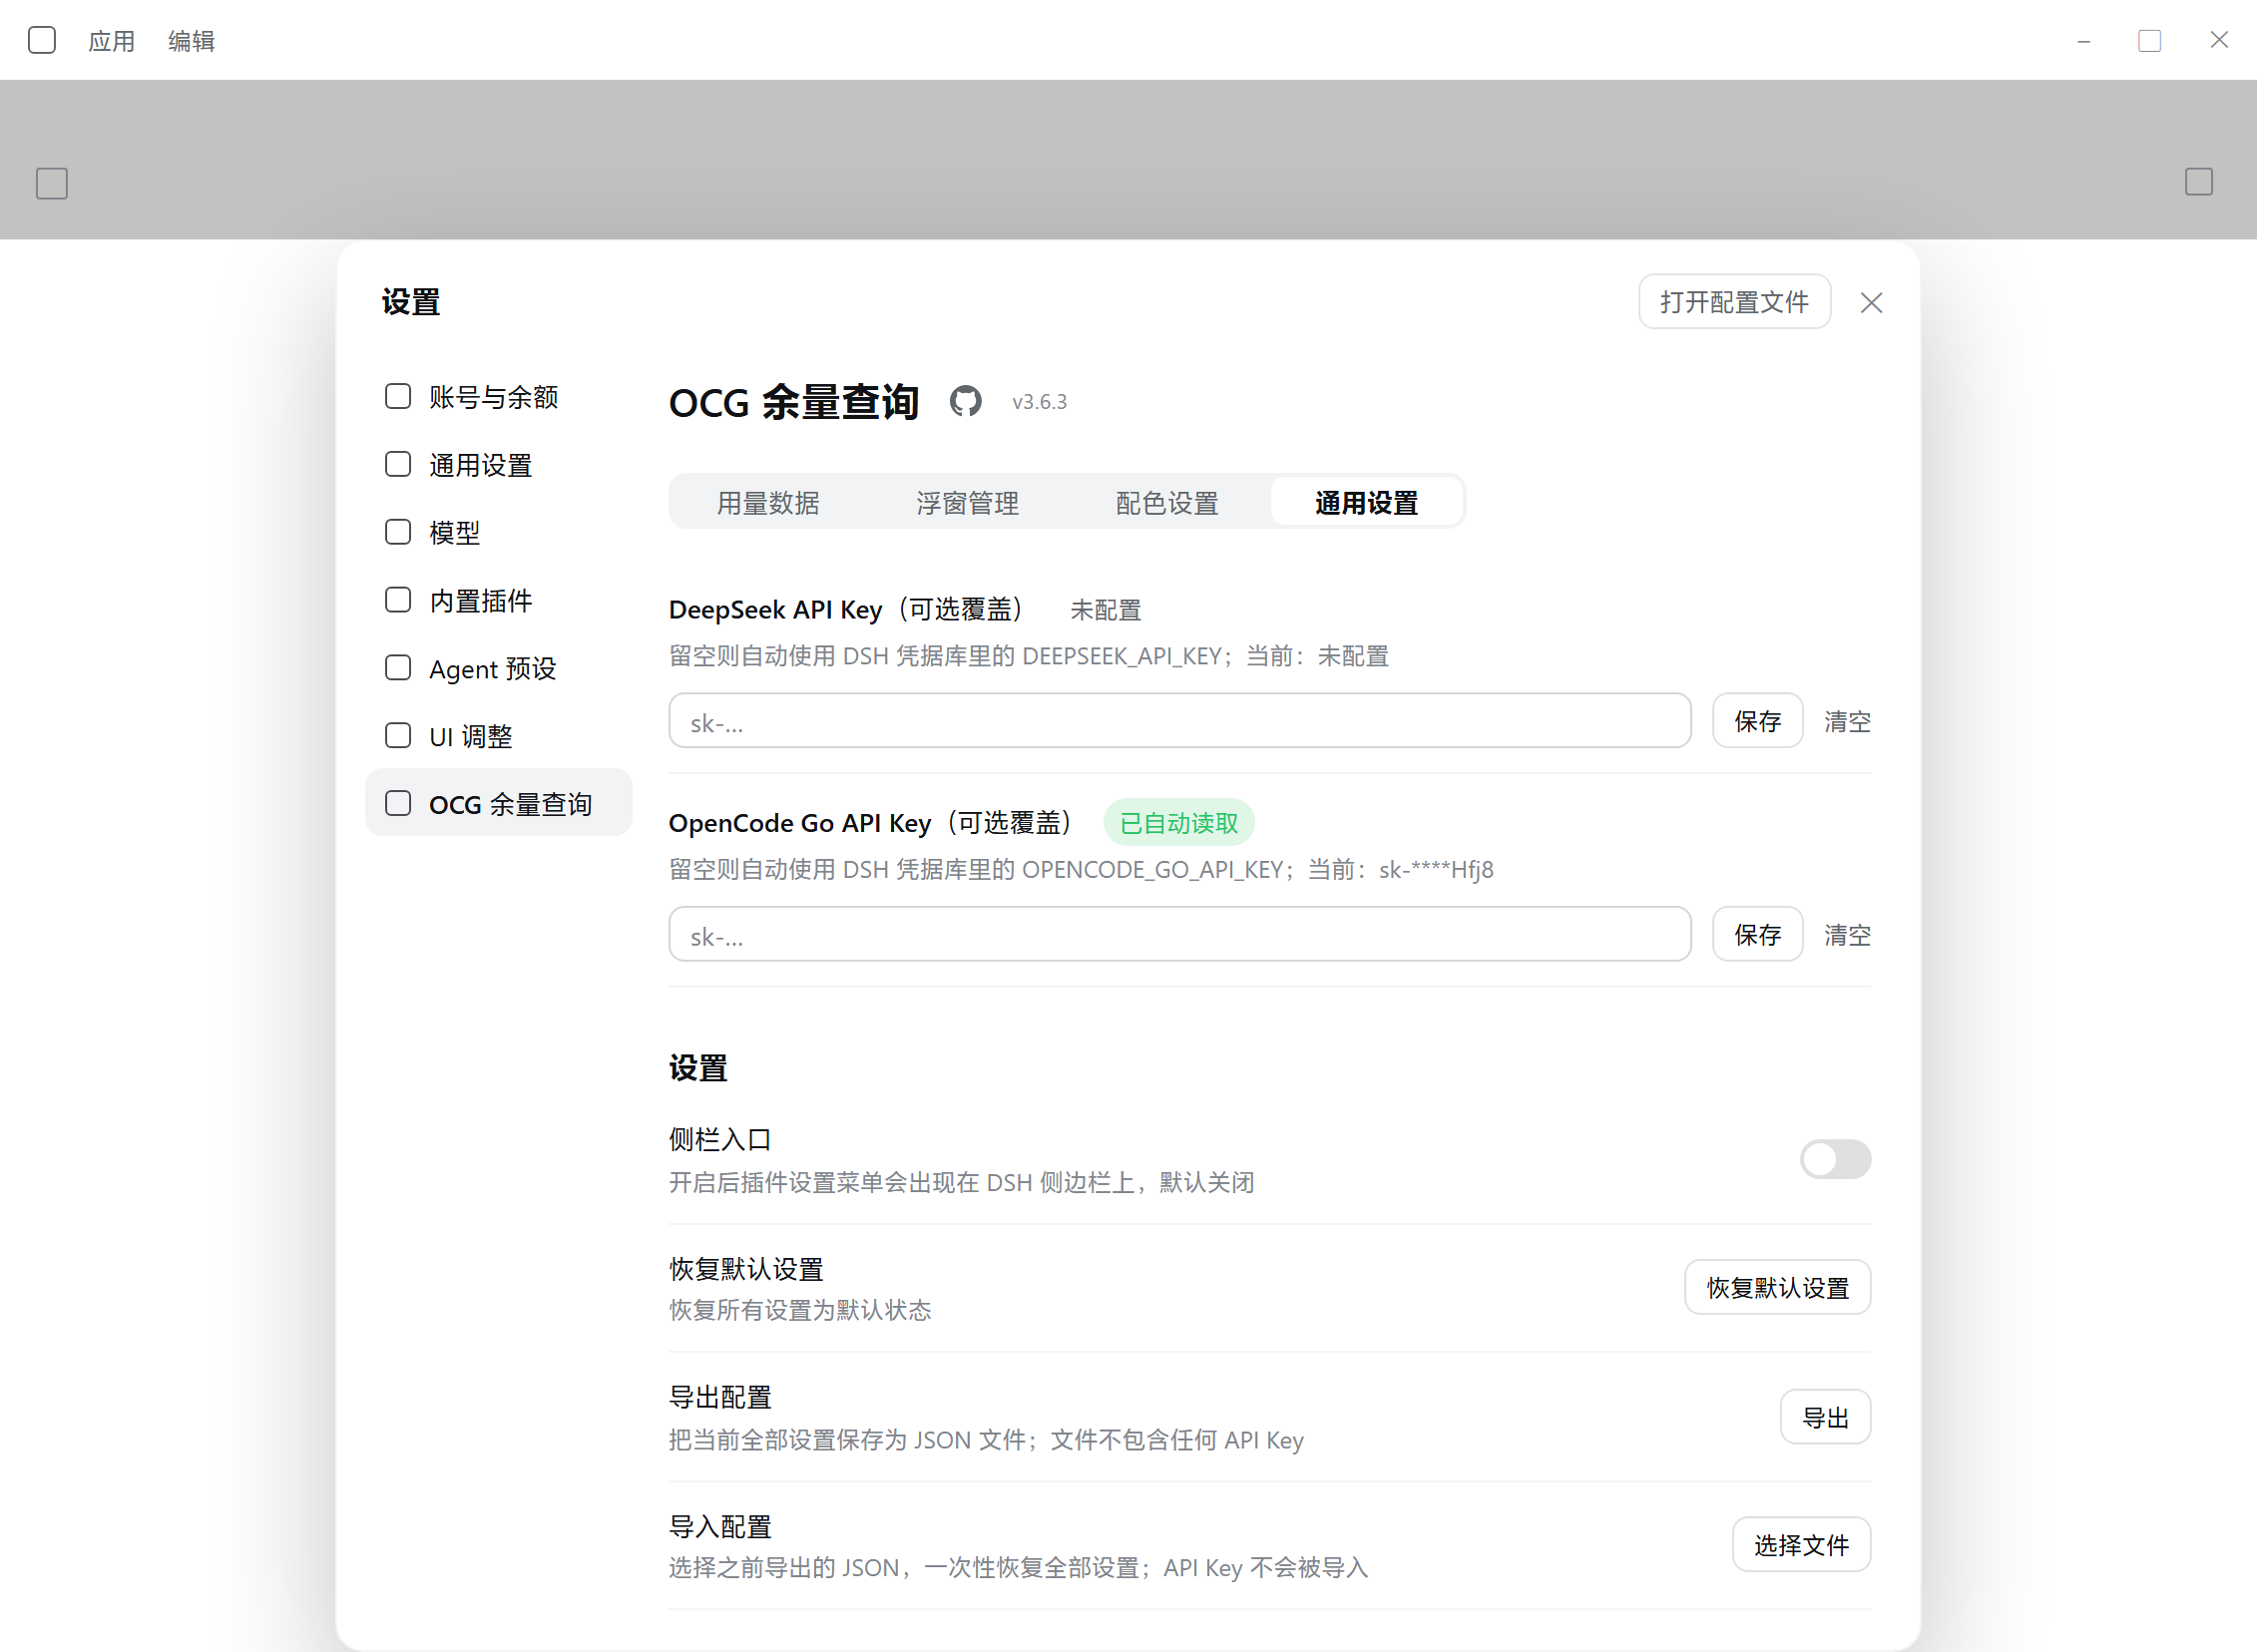 应用 编辑
设置
打开配置文件
账号与余额
通用设置
模型
内置插件
Agent 预设
UI 调整
OCG 余量查询
OCG 余量查询 v3.6.3
用量数据 浮窗管理 配色设置 通用设置
DeepSeek API Key（可选覆盖） 未配置
留空则自动使用 DSH 凭据库里的 DEEPSEEK_API_KEY；当前：未配置
sk-... 保存 清空
OpenCode Go API Key（可选覆盖） 已自动读取
留空则自动使用 DSH 凭据库里的 OPENCODE_GO_API_KEY；当前：sk-****Hfj8
sk-... 保存 清空
设置
侧栏入口
开启后插件设置菜单会出现在 DSH 侧边栏上，默认关闭
恢复默认设置
恢复所有设置为默认状态
恢复默认设置
导出配置
把当前全部设置保存为 JSON 文件；文件不包含任何 API Key
导出
导入配置
选择之前导出的 JSON，一次性恢复全部设置；API Key 不会被导入
选择文件